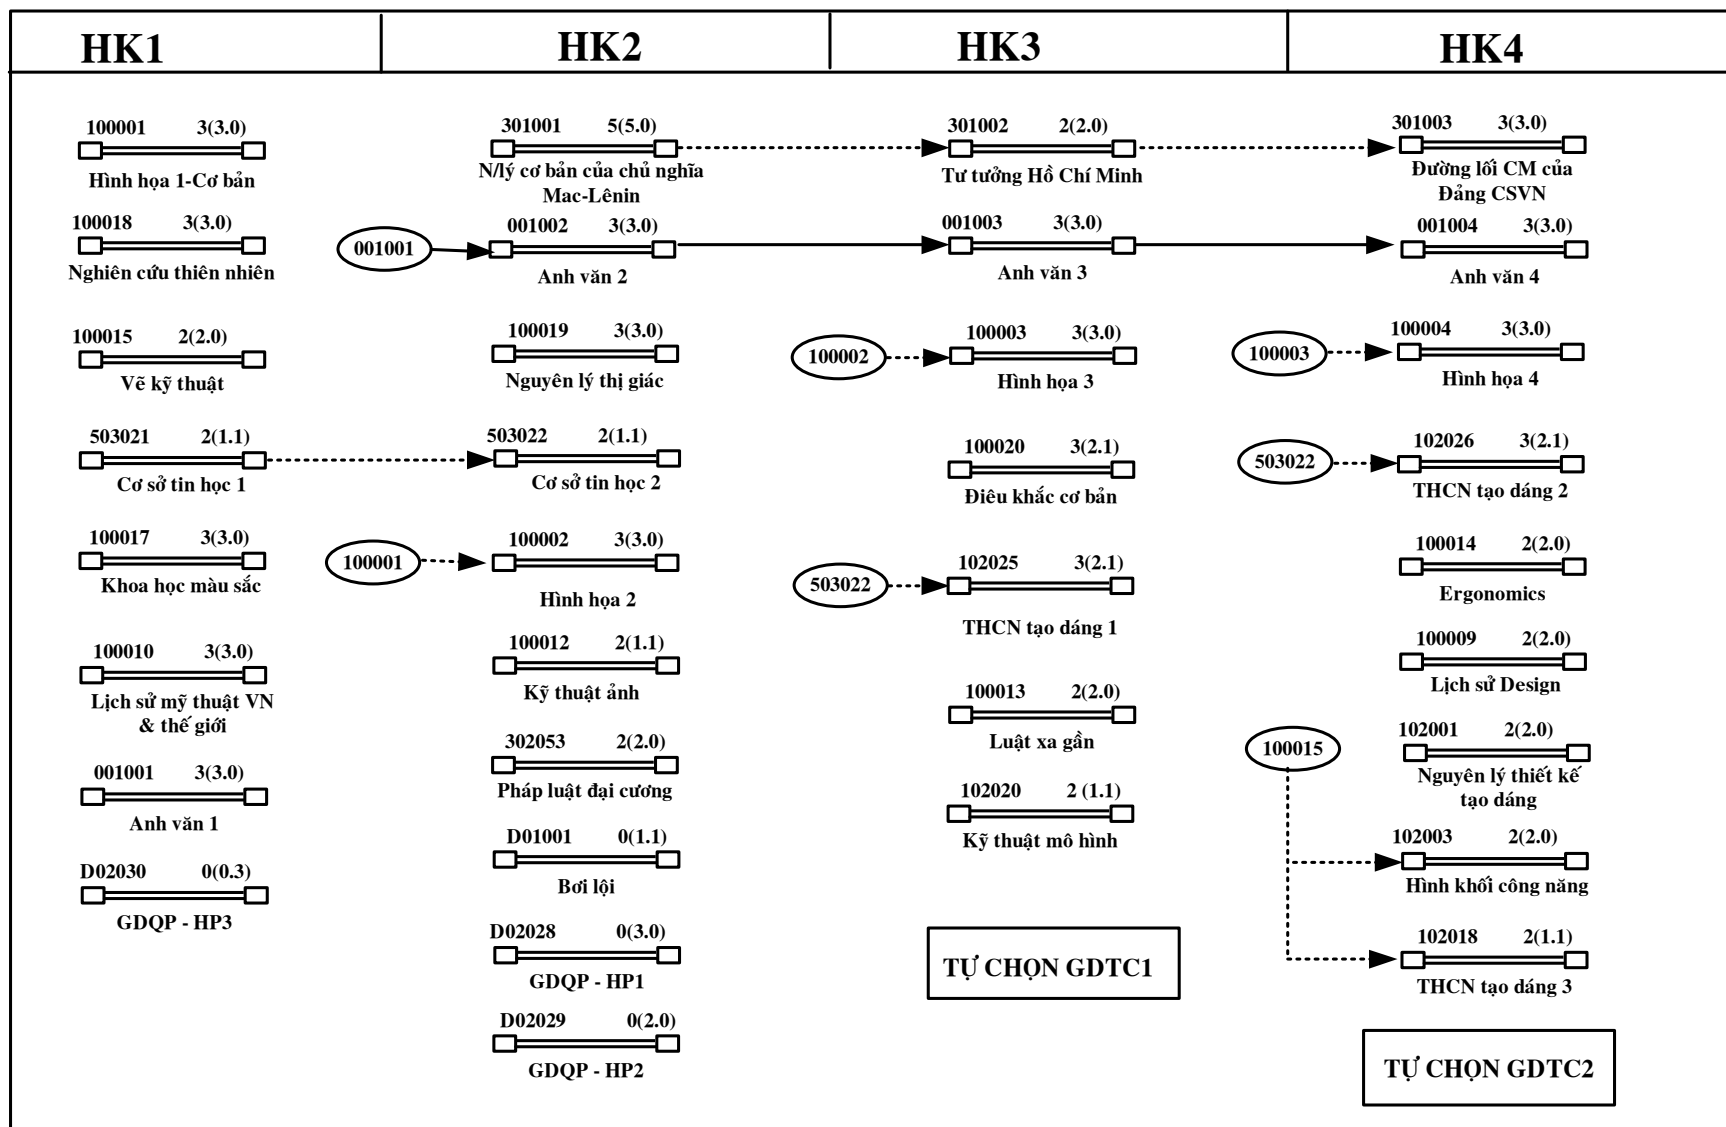 HK1
HK2
HK3
HK4
100001 3(3.0)
Hình họa 1-Cơ bản
100018 3(3.0)
Nghiên cứu thiên nhiên
100015 2(2.0)
Vẽ kỹ thuật
503021 2(1.1)
Cơ sở tin học 1
100017 3(3.0)
Khoa học màu sắc
100010 3(3.0)
Lịch sử mỹ thuật VN
& thế giới
001001 3(3.0)
Anh văn 1
D02030 0(0.3)
GDQP - HP3
301001 5(5.0)
N/lý cơ bản của chủ nghĩa
Mac-Lênin
001001
001002 3(3.0)
Anh văn 2
100019 3(3.0)
Nguyên lý thị giác
503022 2(1.1)
Cơ sở tin học 2
100001
100002 3(3.0)
Hình họa 2
100012 2(1.1)
Kỹ thuật ảnh
302053 2(2.0)
Pháp luật đại cương
D01001 0(1.1)
Bơi lội
D02028 0(3.0)
GDQP - HP1
D02029 0(2.0)
GDQP - HP2
301002 2(2.0)
Tư tưởng Hồ Chí Minh
001003 3(3.0)
Anh văn 3
100002
100003 3(3.0)
Hình họa 3
100020 3(2.1)
Điêu khắc cơ bản
503022
102025 3(2.1)
THCN tạo dáng 1
100013 2(2.0)
Luật xa gần
102020 2 (1.1)
Kỹ thuật mô hình
TỰ CHỌN GDTC1
301003 3(3.0)
Đường lối CM của
Đảng CSVN
001004 3(3.0)
Anh văn 4
100003
100004 3(3.0)
Hình họa 4
503022
102026 3(2.1)
THCN tạo dáng 2
100014 2(2.0)
Ergonomics
100009 2(2.0)
Lịch sử Design
100015
102001 2(2.0)
Nguyên lý thiết kế
tạo dáng
102003 2(2.0)
Hình khối công năng
102018 2(1.1)
THCN tạo dáng 3
TỰ CHỌN GDTC2